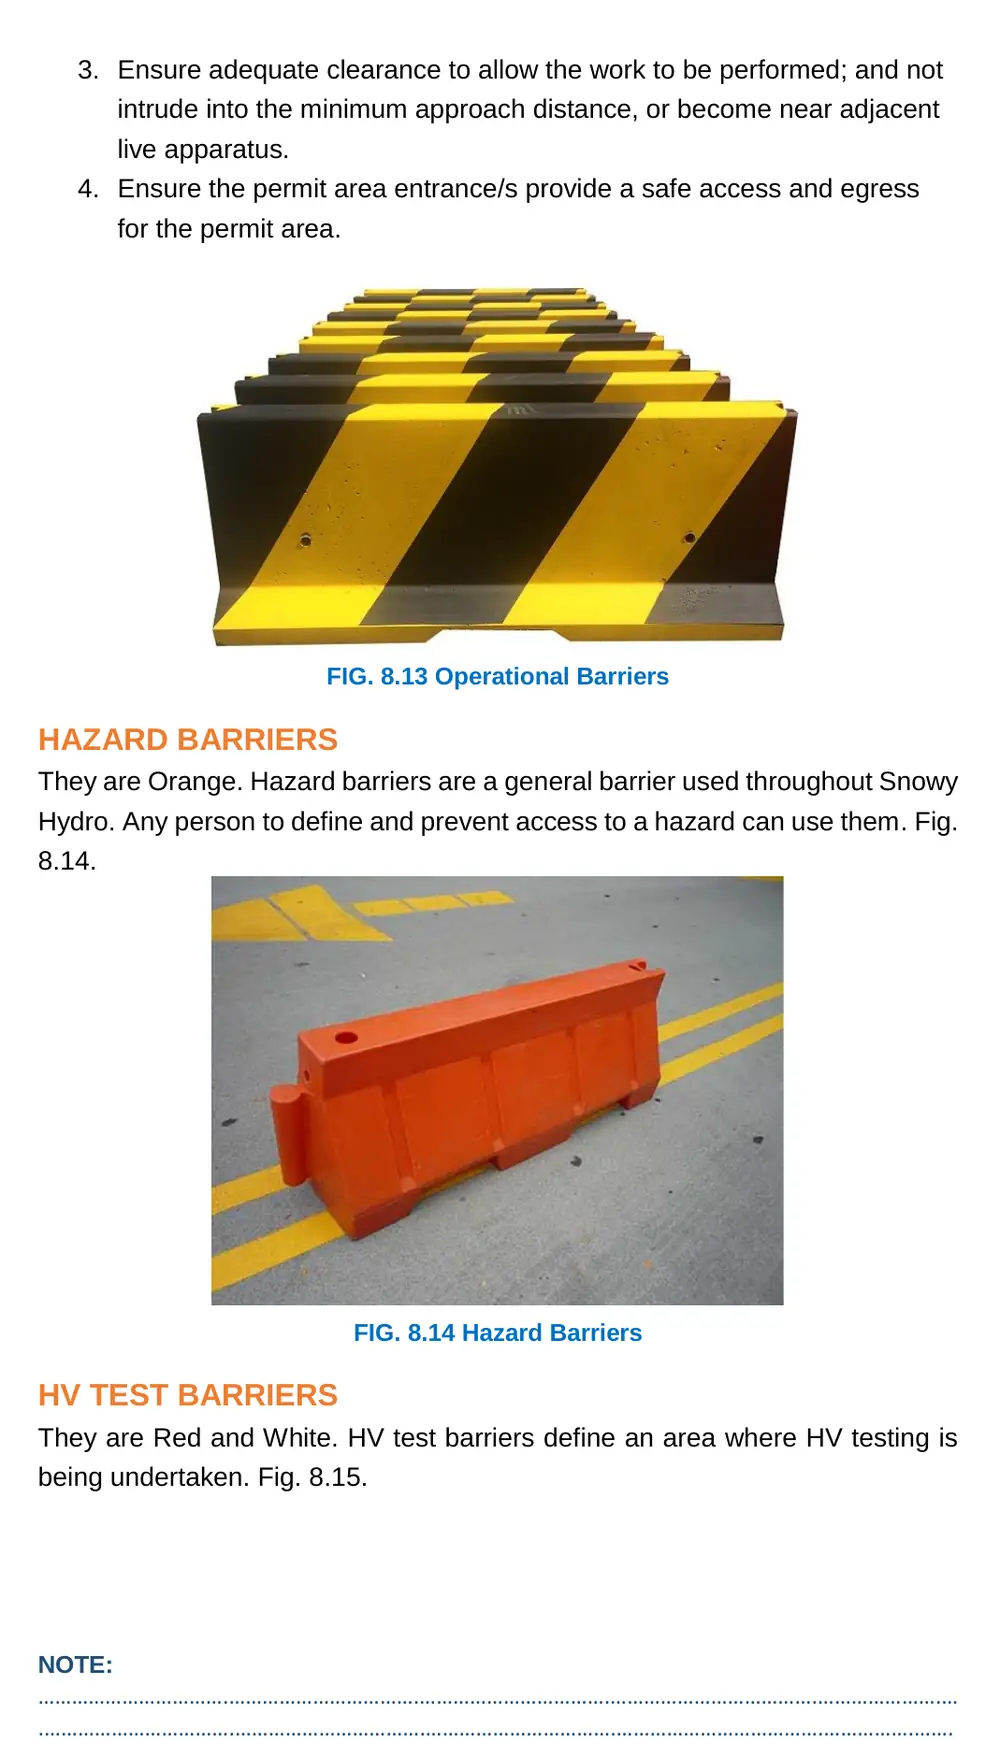 3. Ensure adequate clearance to allow the work to be performed; and not
intrude into the minimum approach distance, or become near adjacent
live apparatus.
4. Ensure the permit area entrance/s provide a safe access and egress
for the permit area.
FIG. 8.13 Operational Barriers
HAZARD BARRIERS
They are Orange. Hazard barriers are a general barrier used throughout Snowy
Hydro. Any person to define and prevent access to a hazard can use them. Fig.
8.14.
FIG. 8.14 Hazard Barriers
HV TEST BARRIERS
They are Red and White. HV test barriers define an area where HV testing is
being undertaken. Fig. 8.15.
NOTE: